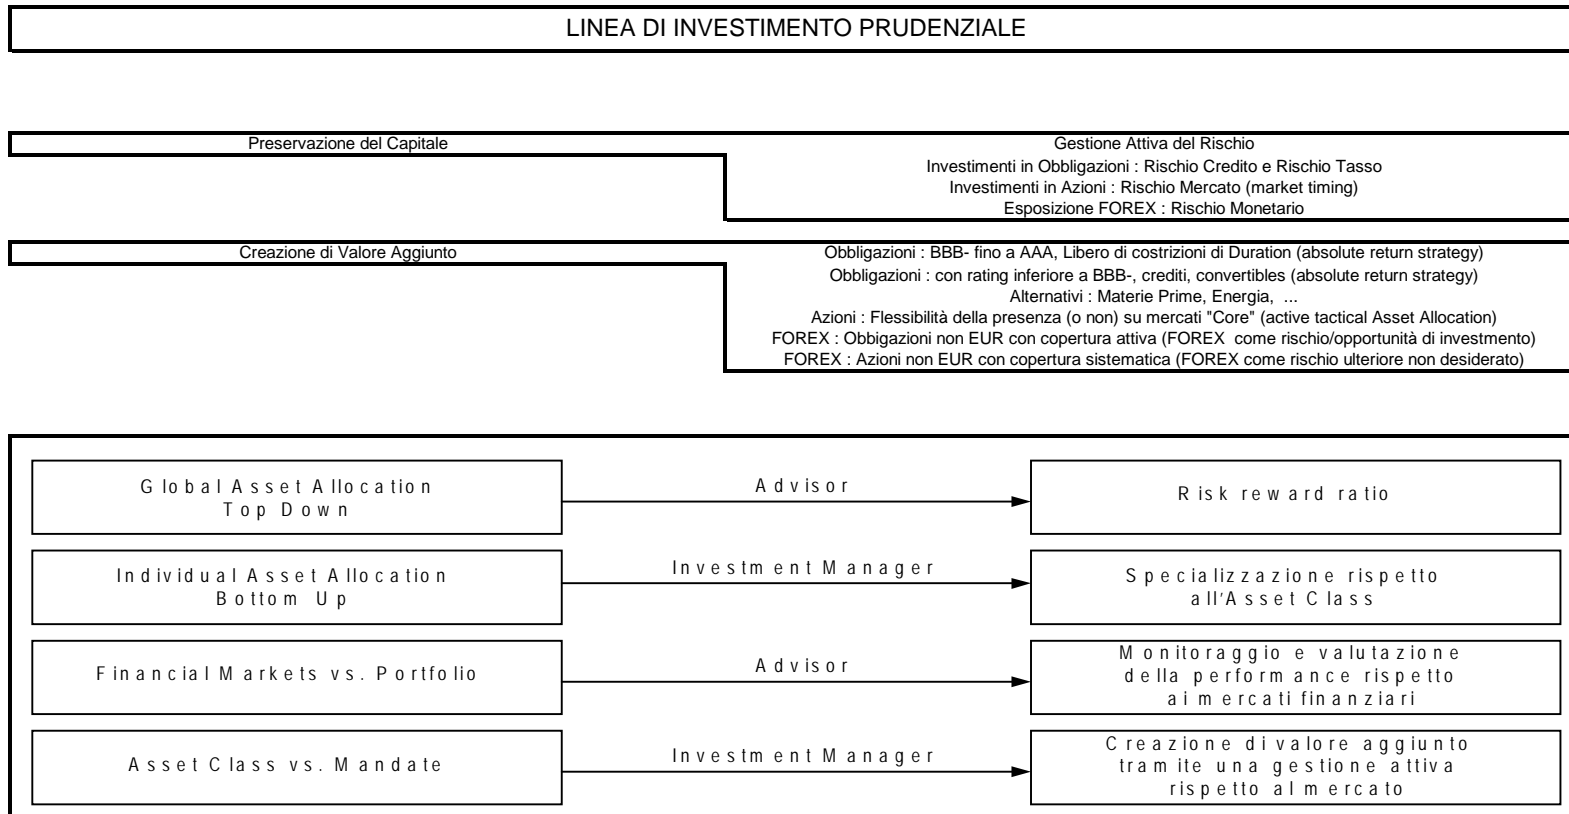 LINEA DI INVESTIMENTO PRUDENZIALE
Preservazione del Capitale
Gestione Attiva del Rischio
Investimenti in Obbligazioni : Rischio Credito e Rischio Tasso
Investimenti in Azioni : Rischio Mercato (market timing)
Esposizione FOREX : Rischio Monetario
Creazione di Valore Aggiunto
Obbligazioni : BBB- fino a AAA, Libero di costrizioni di Duration (absolute return strategy)
Obbligazioni : con rating inferiore a BBB-, crediti, convertibles (absolute return strategy)
Alternativi : Materie Prime, Energia, ...
Azioni : Flessibilità della presenza (o non) su mercati "Core" (active tactical Asset Allocation)
FOREX : Obbigazioni non EUR con copertura attiva (FOREX come rischio/opportunità di investimento)
FOREX : Azioni non EUR con copertura sistematica (FOREX come rischio ulteriore non desiderato)
Global Asset Allocation
Top Down
Advisor
Risk reward ratio
Individual Asset Allocation
Bottom Up
Investment Manager
Specializzazione rispetto
all'Asset Class
Financial Markets vs. Portfolio
Advisor
Monitoraggio e valutazione
della performance rispetto
ai mercati finanziari
Asset Class vs. Mandate
Investment Manager
Creazione di valore aggiunto
tramite una gestione attiva
rispetto al mercato